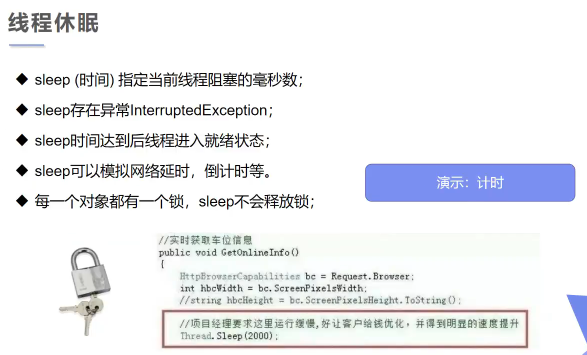 线程休眠
◆ sleep (时间) 指定当前线程阻塞的毫秒数；
◆ sleep存在异常InterruptedException；
◆ sleep时间达到后线程进入就绪状态；
◆ sleep可以模拟网络延时，倒计时等。
◆ 每一个对象都有一个锁，sleep不会释放锁；
演示：计时
//实时获取车位信息
public void GetOnlineInfo()
{
HttpBrowserCapabilities bc = Request.Browser;
int hbcWidth = bc.ScreenPixelsWidth;
//string hbcHeight = bc.ScreenPixelsHeight.ToString();
//项目经理要求这里运行缓慢,好让客户给钱优化，并得到明显的速度提升
Thread.Sleep(2000);